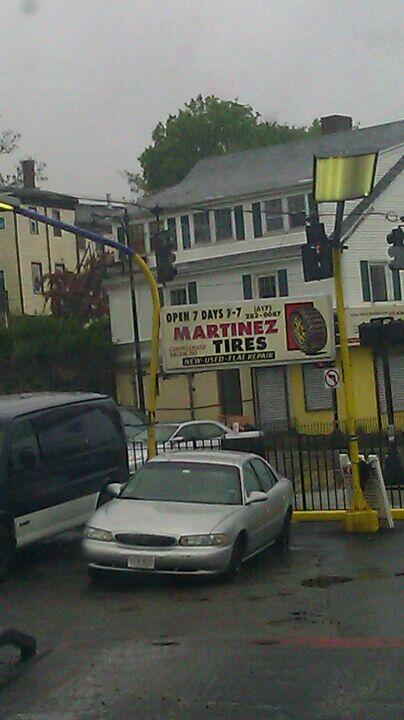 OPEN 7 DAYS 7-7
(617)
282-0087
MARTINEZ
TIRES
NEW-USED-FLAT REPAIR